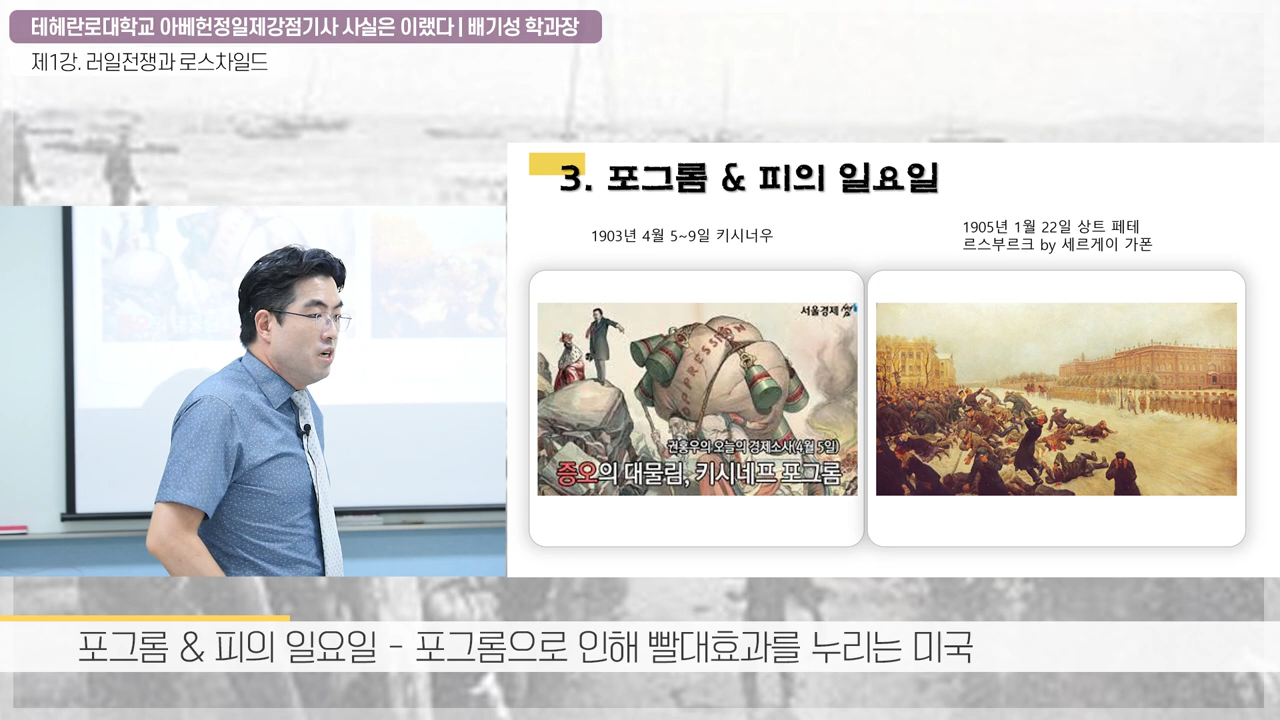 테헤란로대학교 아베헌정일제강점기사 사실은 이랬다 | 배기성 학과장
제1강. 러일전쟁과 로스차일드
3. 포그롬 & 피의 일요일
1903년 4월 5~9일 키시너우
1905년 1월 22일 상트 페테
르스부르크 by 세르게이 가폰
서울경제 썸
OPPRESSION
권홍우의 오늘의 경제소사(4월 5일)
증오의 대물림, 키시네프 포그롬
포그롬 & 피의 일요일 - 포그롬으로 인해 빨대효과를 누리는 미국